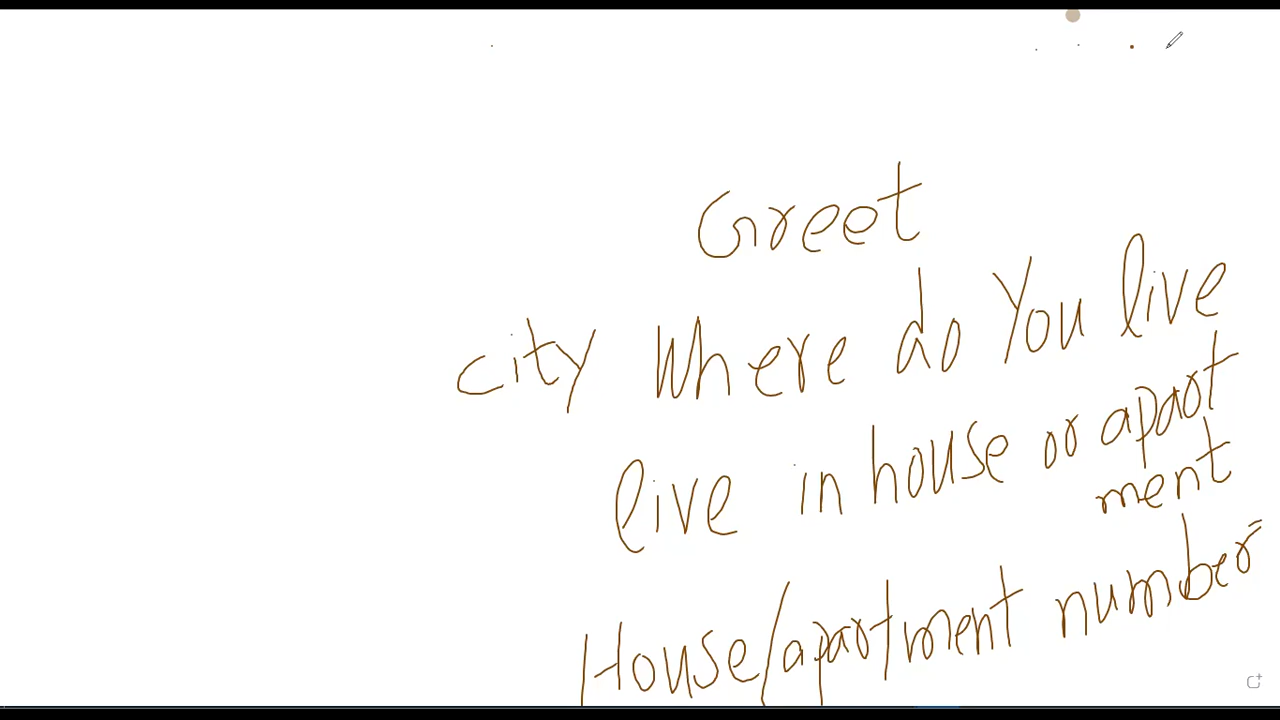 Greet
city Where do You live
live in house or apart
ment
House/apartment number